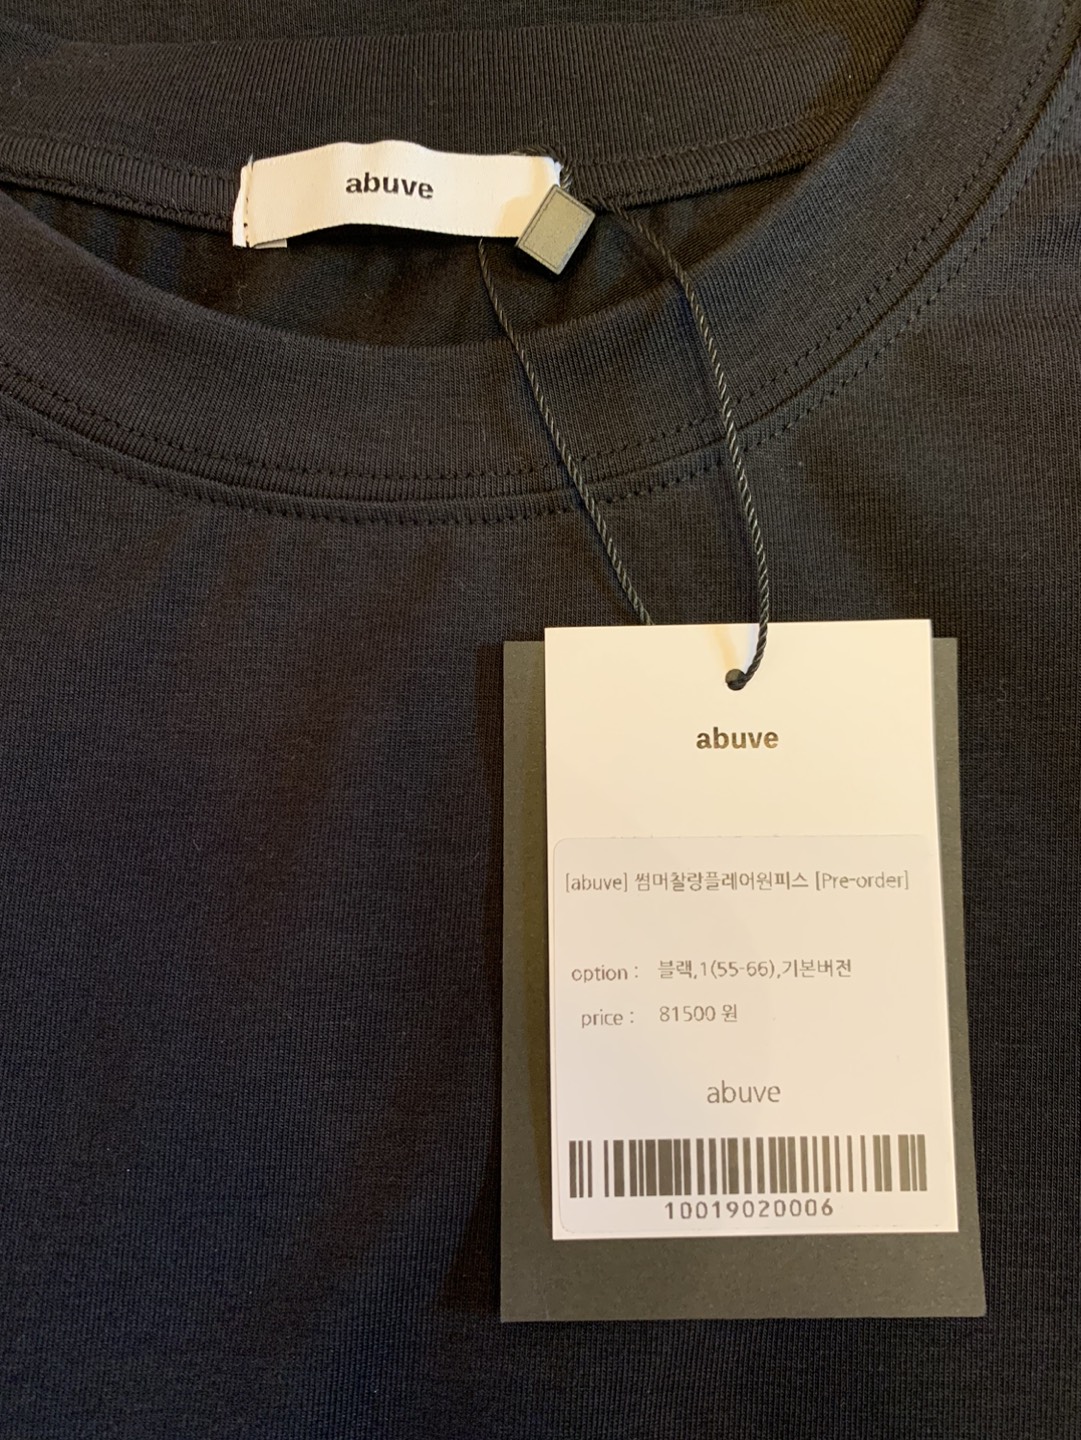 abuve
abuve
[abuve] 썸머찰랑플레어원피스 [Pre-order]
option : 블랙,1(55-66),기본버전
price : 81500 원
abuve
10019020006